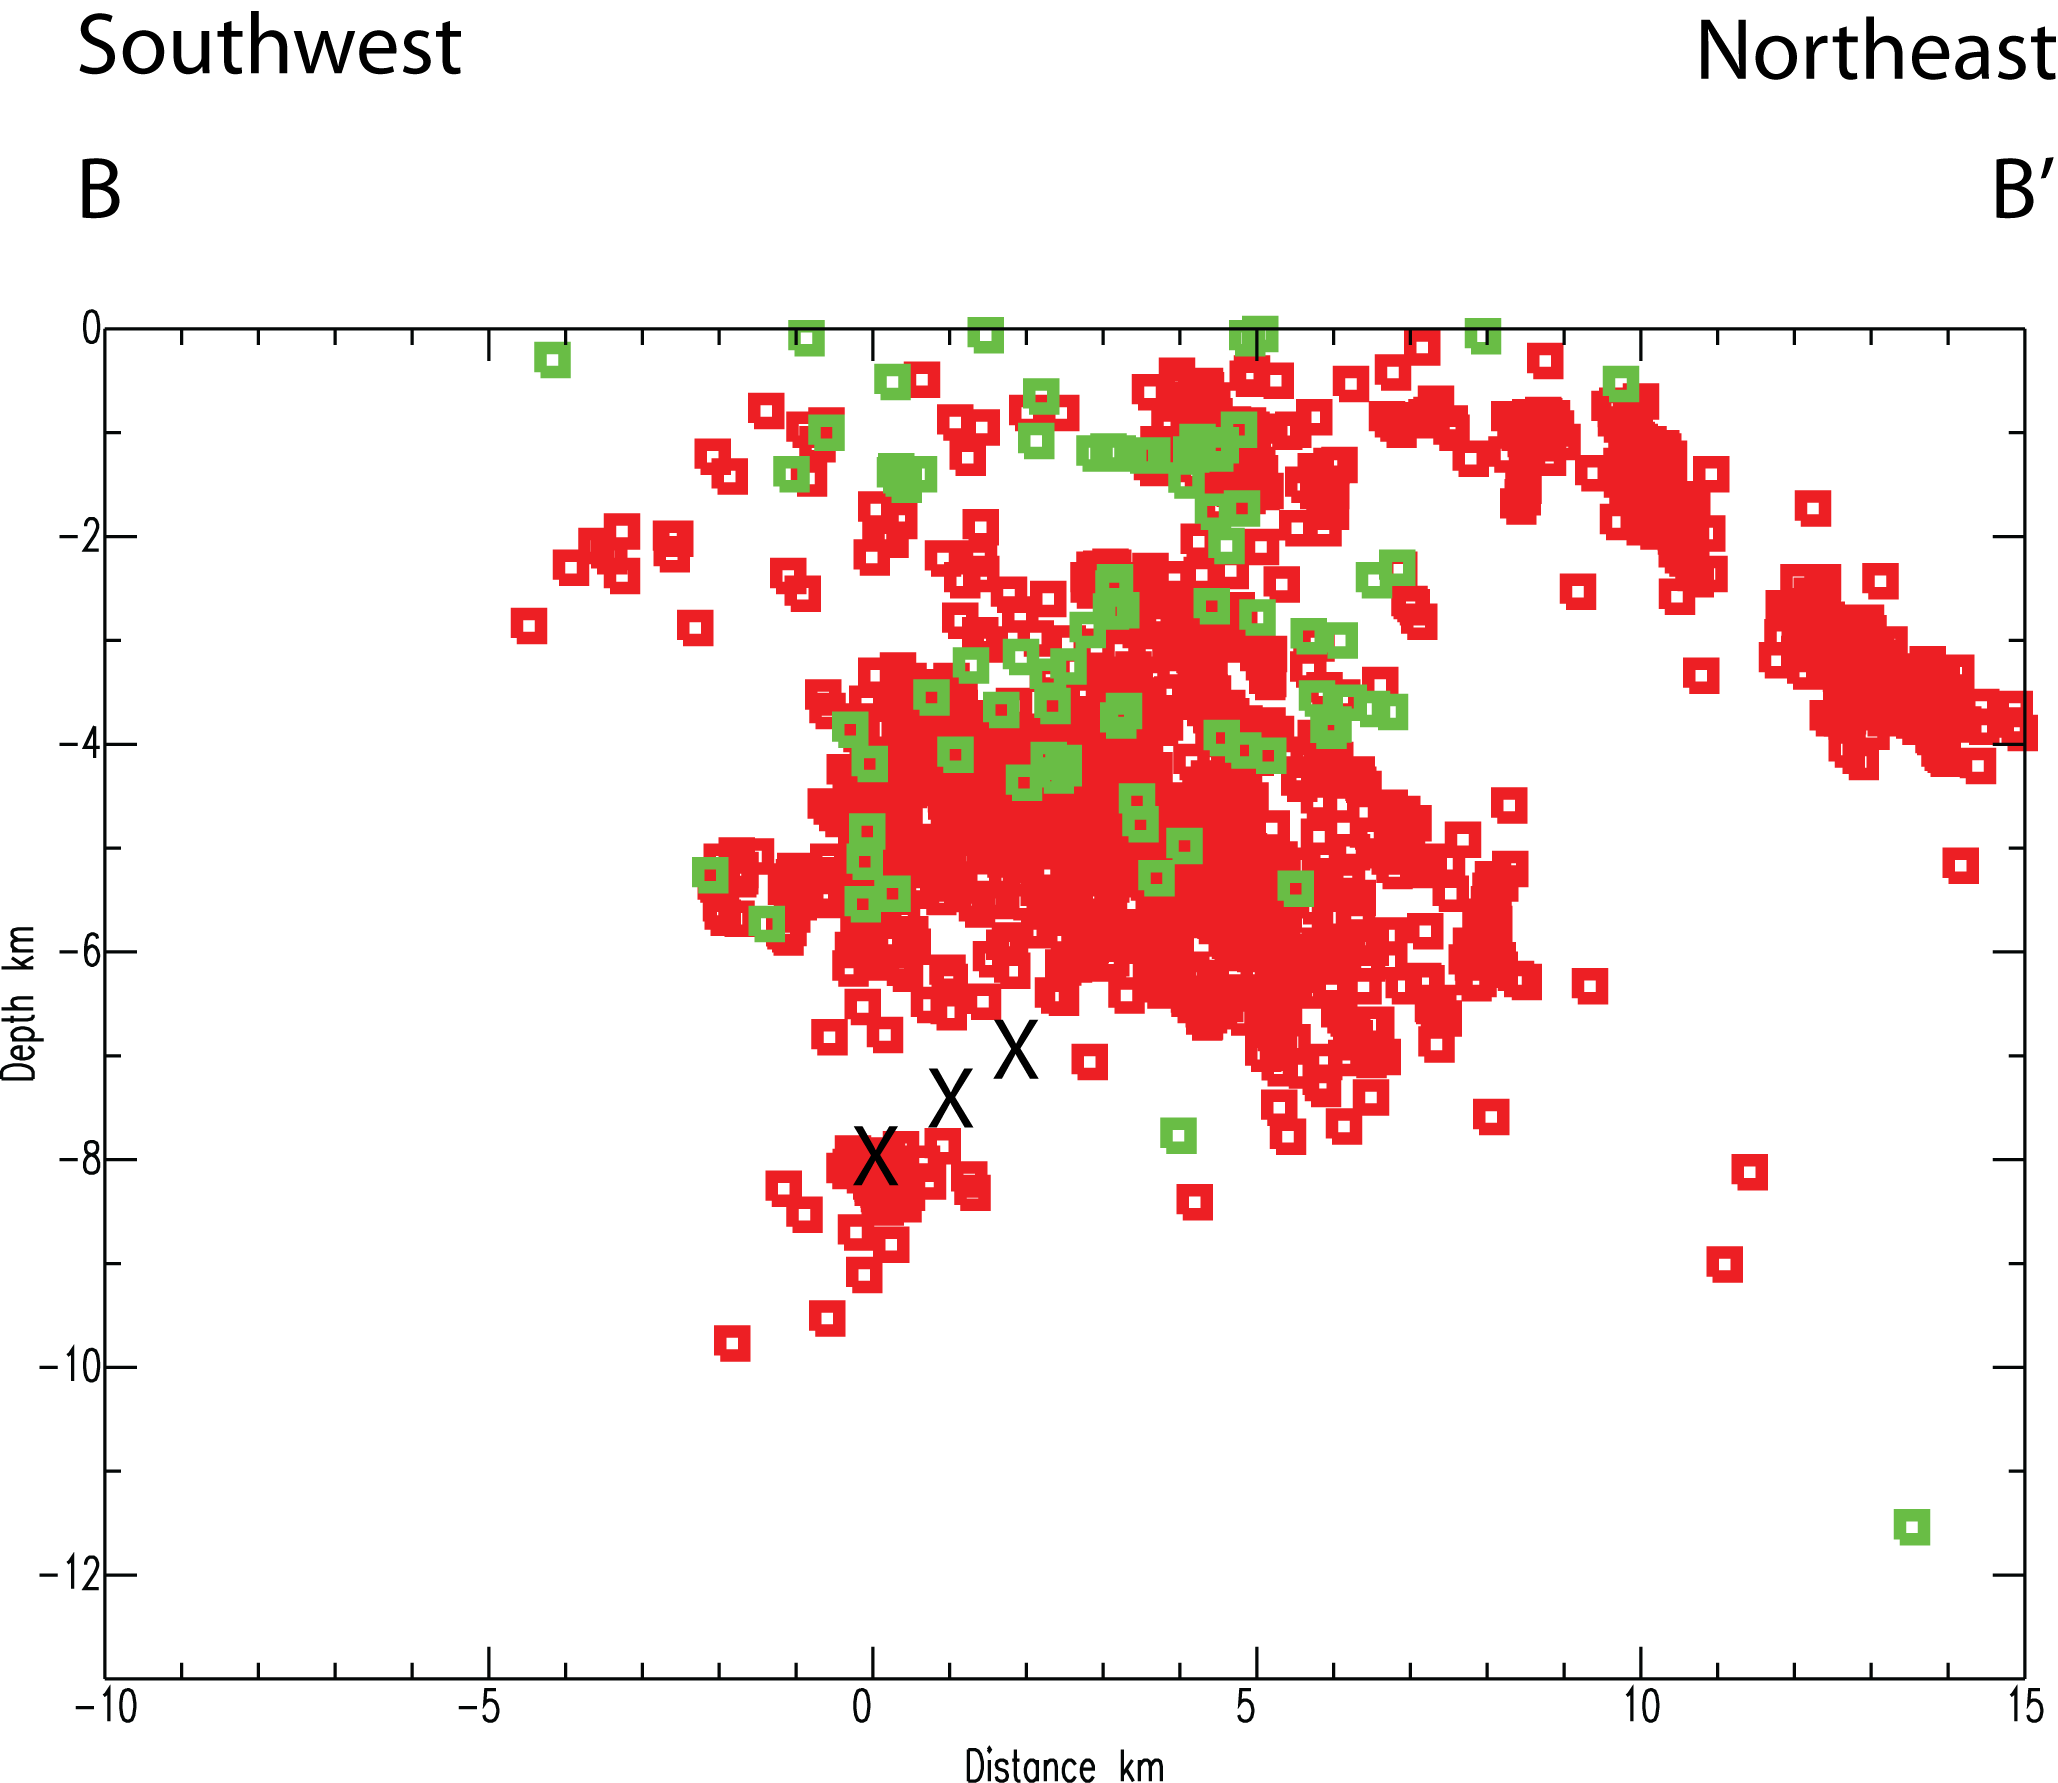 Southwest Northeast
B B’
0
-2
-4
-6
-8
-10
-12
Depth km
X
X
X
-10 -5 0 5 10 15
Distance km